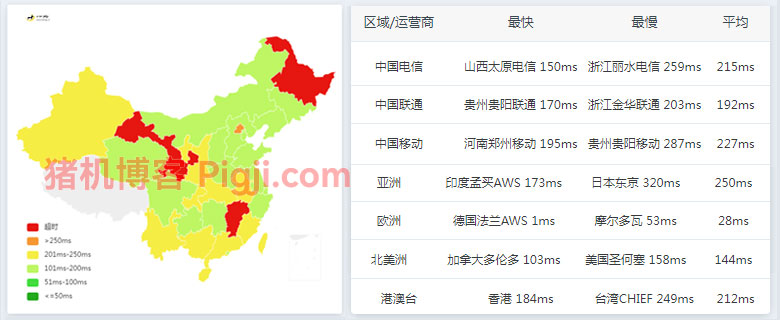 猪机博客 Pigji.com
超时
>250ms
201ms-250ms
101ms-200ms
51ms-100ms
<=50ms
区域/运营商 最快 最慢 平均
中国电信 山西太原电信 150ms 浙江丽水电信 259ms 215ms
中国联通 贵州贵阳联通 170ms 浙江金华联通 203ms 192ms
中国移动 河南郑州移动 195ms 贵州贵阳移动 287ms 227ms
亚洲 印度孟买AWS 173ms 日本东京 320ms 250ms
欧洲 德国法兰AWS 1ms 摩尔多瓦 53ms 28ms
北美洲 加拿大多伦多 103ms 美国圣何塞 158ms 144ms
港澳台 香港 184ms 台湾CHIEF 249ms 212ms